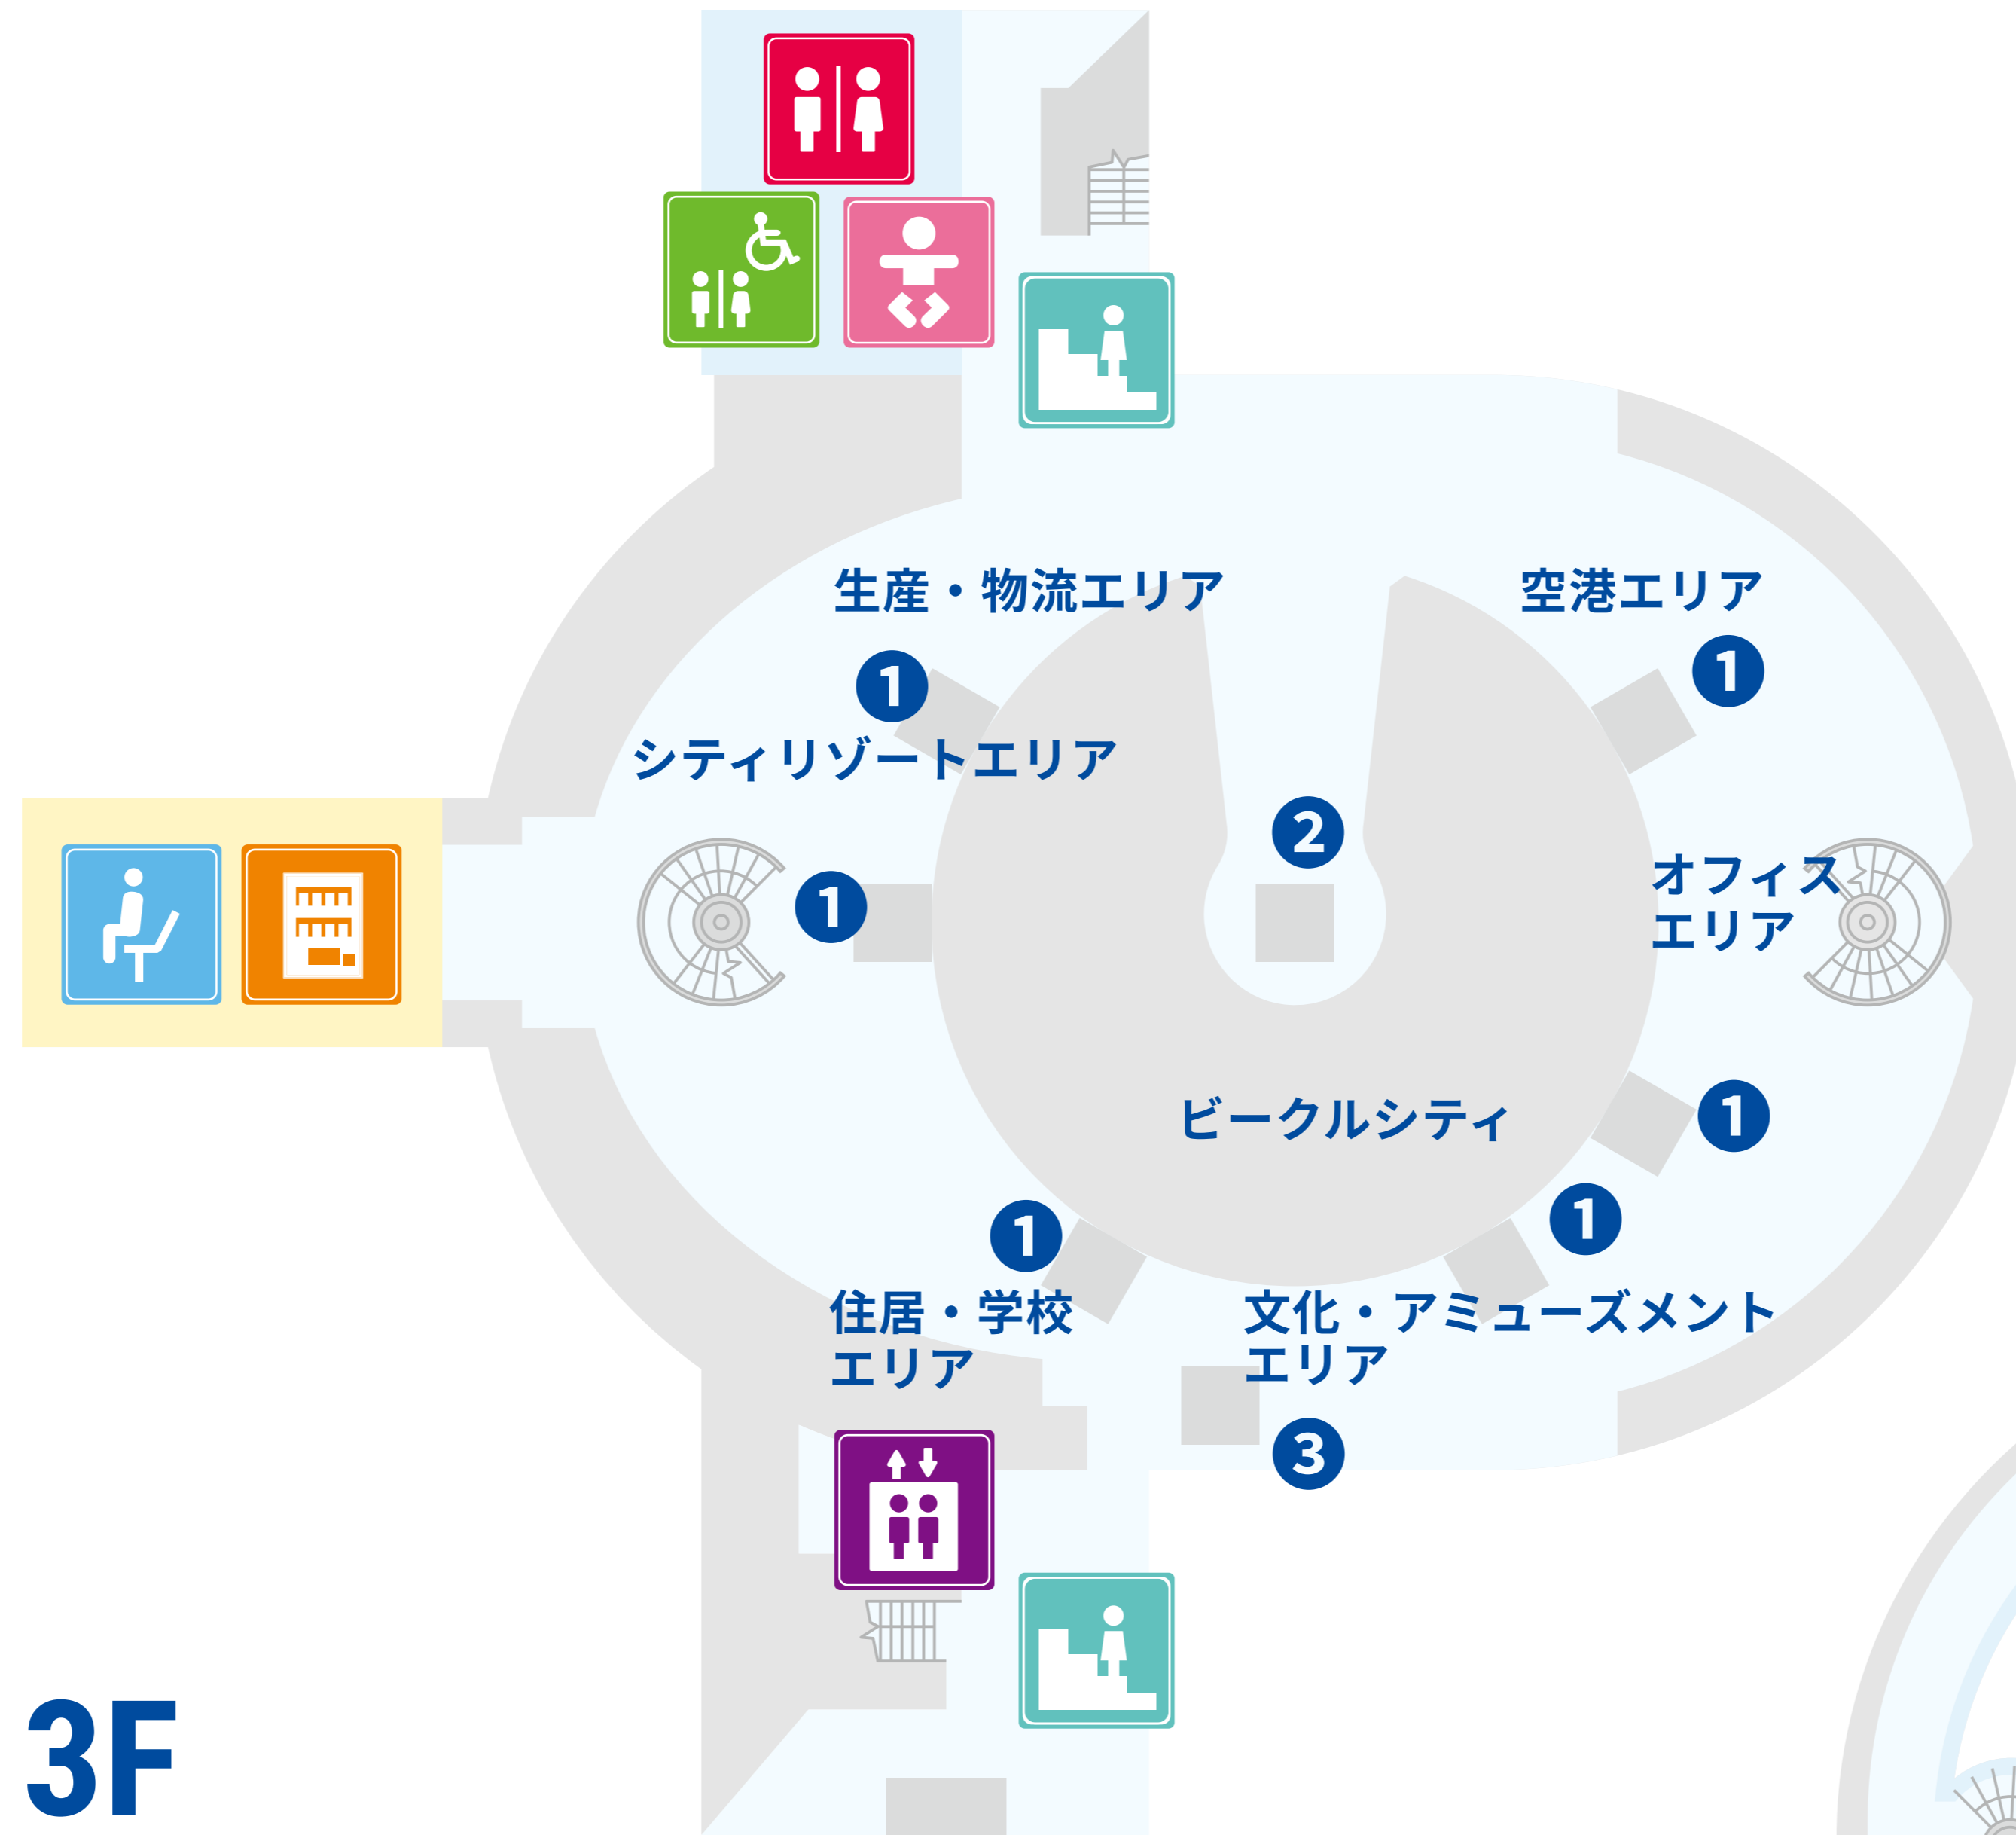 生産・物流エリア
空港エリア
1
1
シティリゾートエリア
2
1
オフィス
エリア
ビークルシティ
1
1
1
住居・学校
エリア
文化・アミューズメント
エリア
3
3F